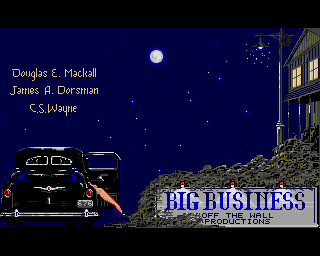 Douglas E. Mackall
James A. Dorsman
C.S. Wayne
BIG BUSINESS
OFF THE WALL
PRODUCTIONS